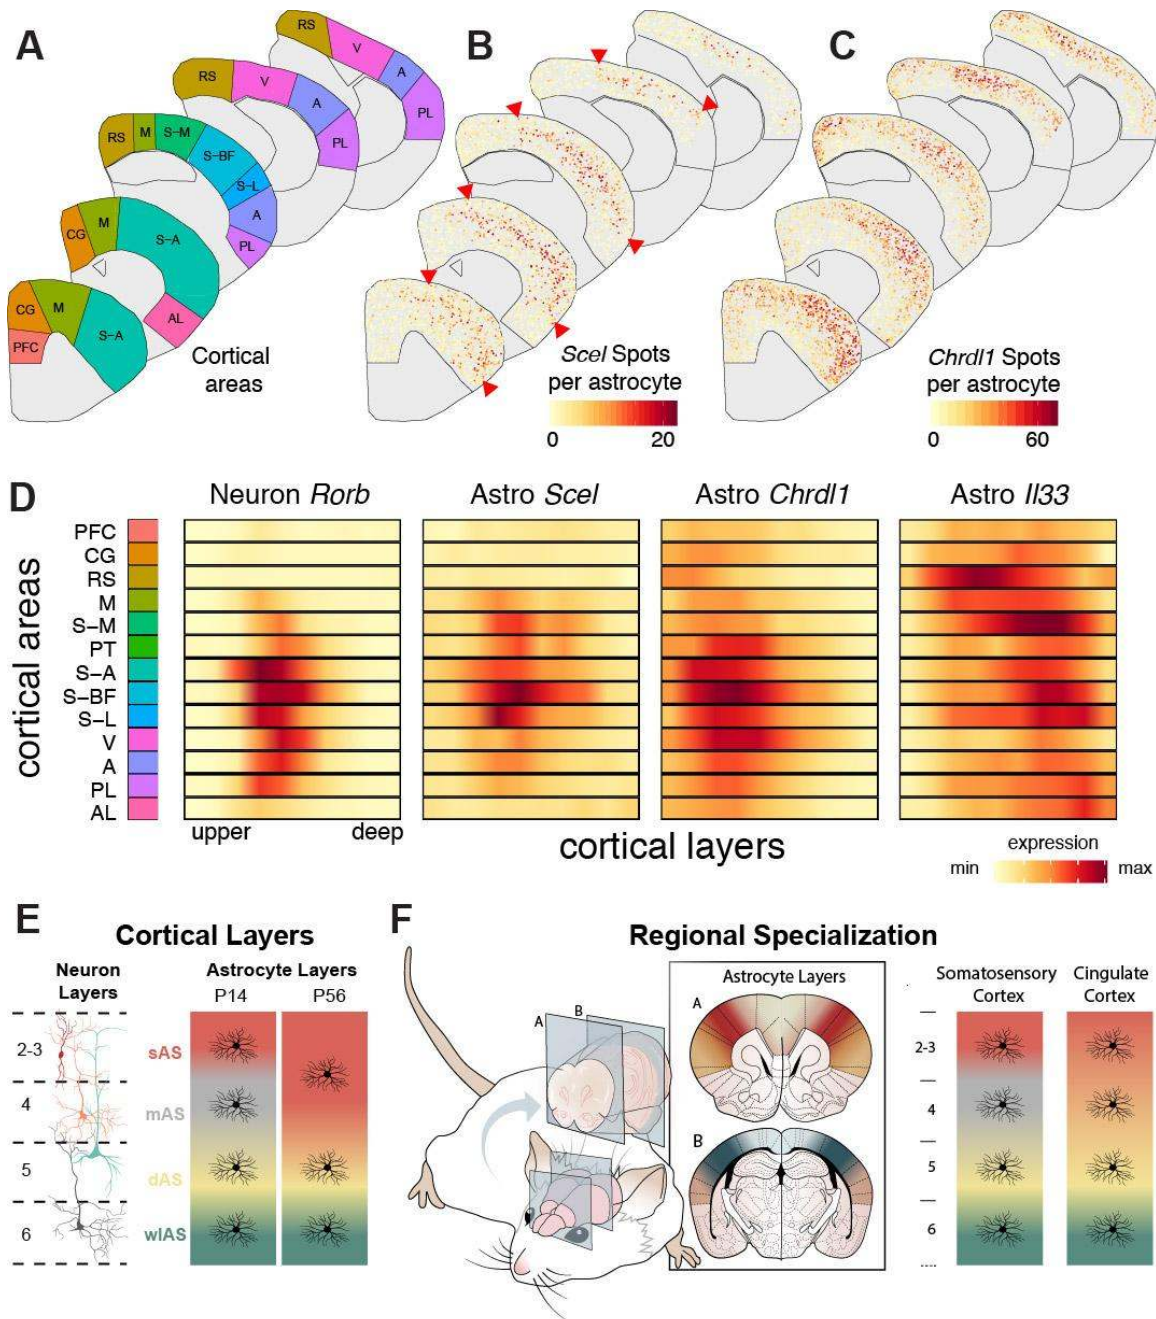 A
RS
V
A
PL
RS
V
A
PL
RS
M
S-M
S-BF
S-L
A
PL
CG
M
S-A
AL
CG
M
S-A
PFC
Cortical
areas
B
Scel Spots
per astrocyte
0 20
C
Chrdl1 Spots
per astrocyte
0 60
D
Neuron Rorb Astro Scel Astro Chrdl1 Astro Il33
cortical areas
PFC
CG
RS
M
S-M
PT
S-A
S-BF
S-L
V
A
PL
AL
upper deep
cortical layers
expression
min max
E
Cortical Layers
Neuron
Layers
Astrocyte Layers
P14 P56
2-3 sAS
4 mAS
5 dAS
6 wlAS
F
Regional Specialization
A
B
Astrocyte Layers
A
B
Somatosensory
Cortex
Cingulate
Cortex
2-3
4
5
6